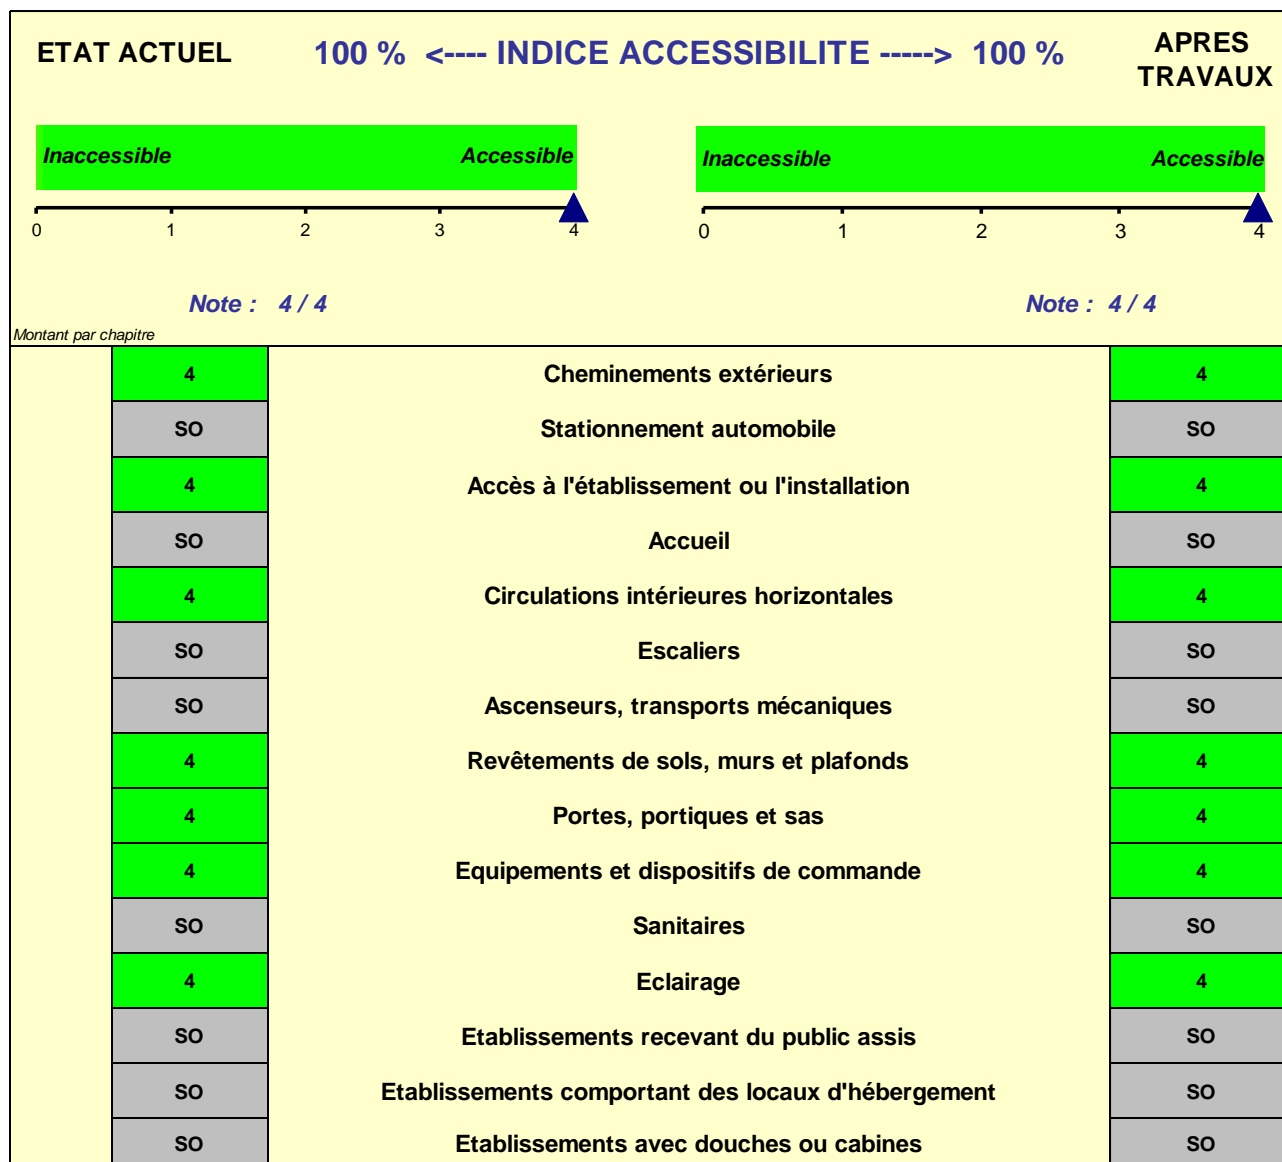 ETAT ACTUEL 100 % <---- INDICE ACCESSIBILITE -----> 100 % APRES
TRAVAUX
Inaccessible Accessible Inaccessible Accessible
0 1 2 3 4 0 1 2 3 4
Note : 4 / 4 Note : 4 / 4
Montant par chapitre
4 Cheminements extérieurs 4
SO Stationnement automobile SO
4 Accès à l'établissement ou l'installation 4
SO Accueil SO
4 Circulations intérieures horizontales 4
SO Escaliers SO
SO Ascenseurs, transports mécaniques SO
4 Revêtements de sols, murs et plafonds 4
4 Portes, portiques et sas 4
4 Equipements et dispositifs de commande 4
SO Sanitaires SO
4 Eclairage 4
SO Etablissements recevant du public assis SO
SO Etablissements comportant des locaux d'hébergement SO
SO Etablissements avec douches ou cabines SO